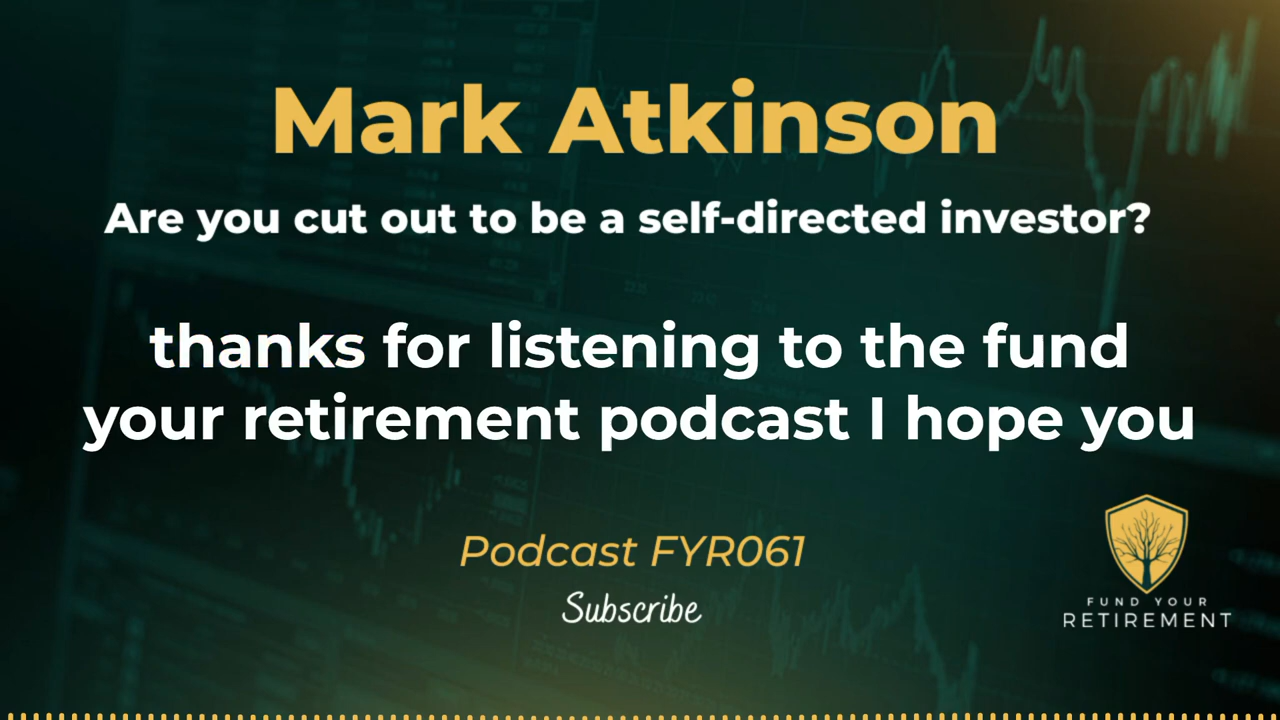 Mark Atkinson
Are you cut out to be a self-directed investor?
thanks for listening to the fund
your retirement podcast I hope you
Podcast FYR061
Subscribe
FUND YOUR
RETIREMENT